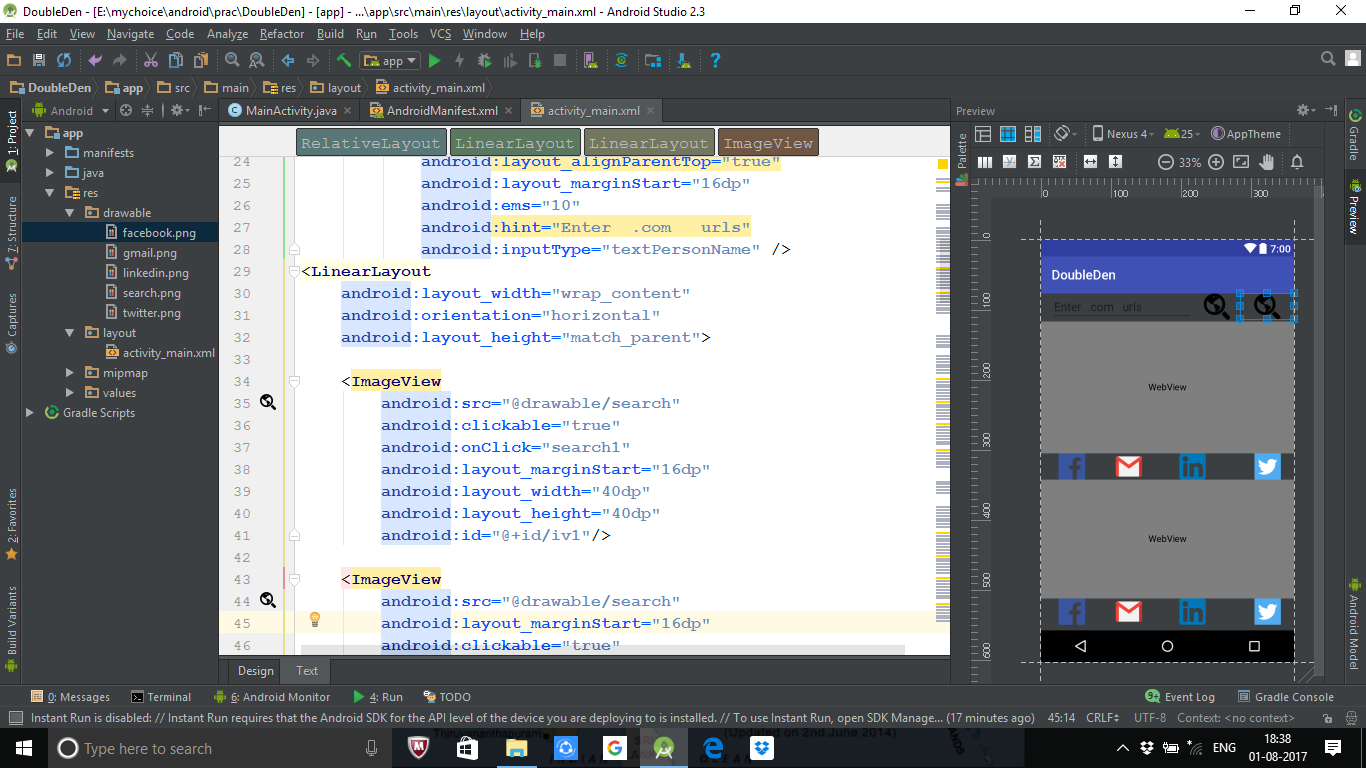 DoubleDen - [E:\mychoice\android\prac\DoubleDen] - [app] - ...\app\src\main\res\layout\activity_main.xml - Android Studio 2.3
File Edit View Navigate Code Analyze Refactor Build Run Tools VCS Window Help
app
DoubleDen app src main res layout activity_main.xml
1: Project
7: Structure
Captures
2: Favorites
Build Variants
Android
app
manifests
java
res
drawable
facebook.png
gmail.png
linkedin.png
search.png
twitter.png
layout
activity_main.xml
mipmap
values
Gradle Scripts
MainActivity.java AndroidManifest.xml activity_main.xml
RelativeLayout LinearLayout LinearLayout ImageView
24 android:layout_alignParentTop="true"
25 android:layout_marginStart="16dp"
26 android:ems="10"
27 android:hint="Enter  .com   urls"
28 android:inputType="textPersonName" />
29 <LinearLayout
30 android:layout_width="wrap_content"
31 android:orientation="horizontal"
32 android:layout_height="match_parent">
33
34 <ImageView
35 android:src="@drawable/search"
36 android:clickable="true"
37 android:onClick="search1"
38 android:layout_marginStart="16dp"
39 android:layout_width="40dp"
40 android:layout_height="40dp"
41 android:id="@+id/iv1"/>
42
43 <ImageView
44 android:src="@drawable/search"
45 android:layout_marginStart="16dp"
46 android:clickable="true"
Design Text
Preview
Palette
Nexus 4 25 AppTheme
33%
0 100 200 300
0
100
200
300
400
500
600
7:00
DoubleDen
Enter  .com   urls
WebView
in
WebView
in
Gradle
Preview
Android Model
0: Messages Terminal 6: Android Monitor 4: Run TODO 9+ Event Log Gradle Console
Instant Run is disabled: // Instant Run requires that the Android SDK for the API level of the device you are deploying to is installed. // To use Instant Run, open SDK Manage... (17 minutes ago) 45:14 CRLF UTF-8 Context: <no context>
Type here to search
(Updated on 2nd June 2014)
ENG
18:38
01-08-2017